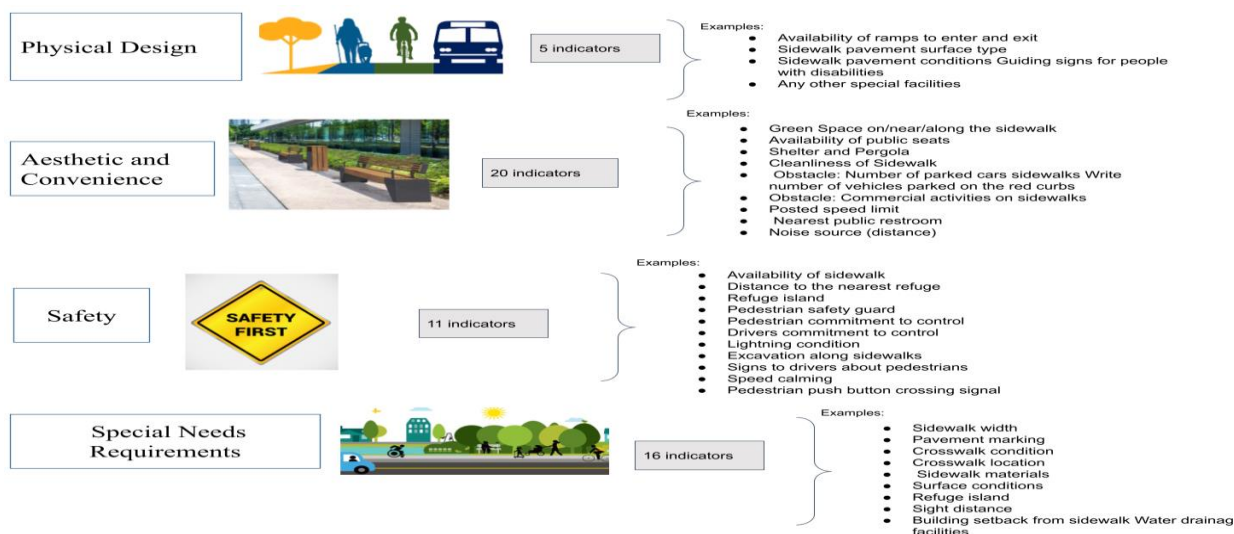 Physical Design
5 indicators
Examples:
● Availability of ramps to enter and exit
● Sidewalk pavement surface type
● Sidewalk pavement conditions Guiding signs for people
with disabilities
● Any other special facilities
Aesthetic and
Convenience
20 indicators
Examples:
● Green Space on/near/along the sidewalk
● Availability of public seats
● Shelter and Pergola
● Cleanliness of Sidewalk
● Obstacle: Number of parked cars sidewalks Write
number of vehicles parked on the red curbs
● Obstacle: Commercial activities on sidewalks
● Posted speed limit
● Nearest public restroom
● Noise source (distance)
Safety
SAFETY
FIRST
11 indicators
Examples:
● Availability of sidewalk
● Distance to the nearest refuge
● Refuge island
● Pedestrian safety guard
● Pedestrian commitment to control
● Drivers commitment to control
● Lightning condition
● Excavation along sidewalks
● Signs to drivers about pedestrians
● Speed calming
● Pedestrian push button crossing signal
Special Needs
Requirements
16 indicators
Examples:
● Sidewalk width
● Pavement marking
● Crosswalk condition
● Crosswalk location
● Sidewalk materials
● Surface conditions
● Refuge island
● Sight distance
● Building setback from sidewalk Water drainag
facilities